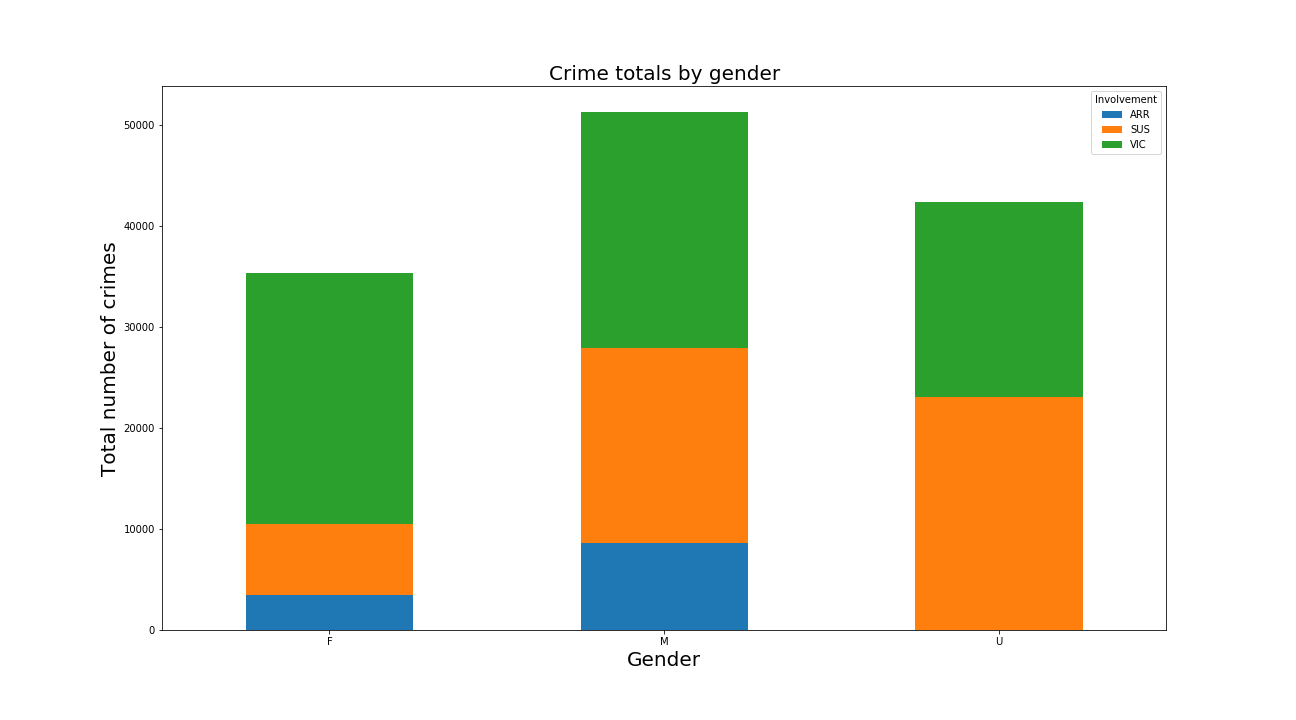 Crime totals by gender
Involvement
ARR
SUS
VIC
Total number of crimes
50000
40000
30000
20000
10000
0
F M U
Gender